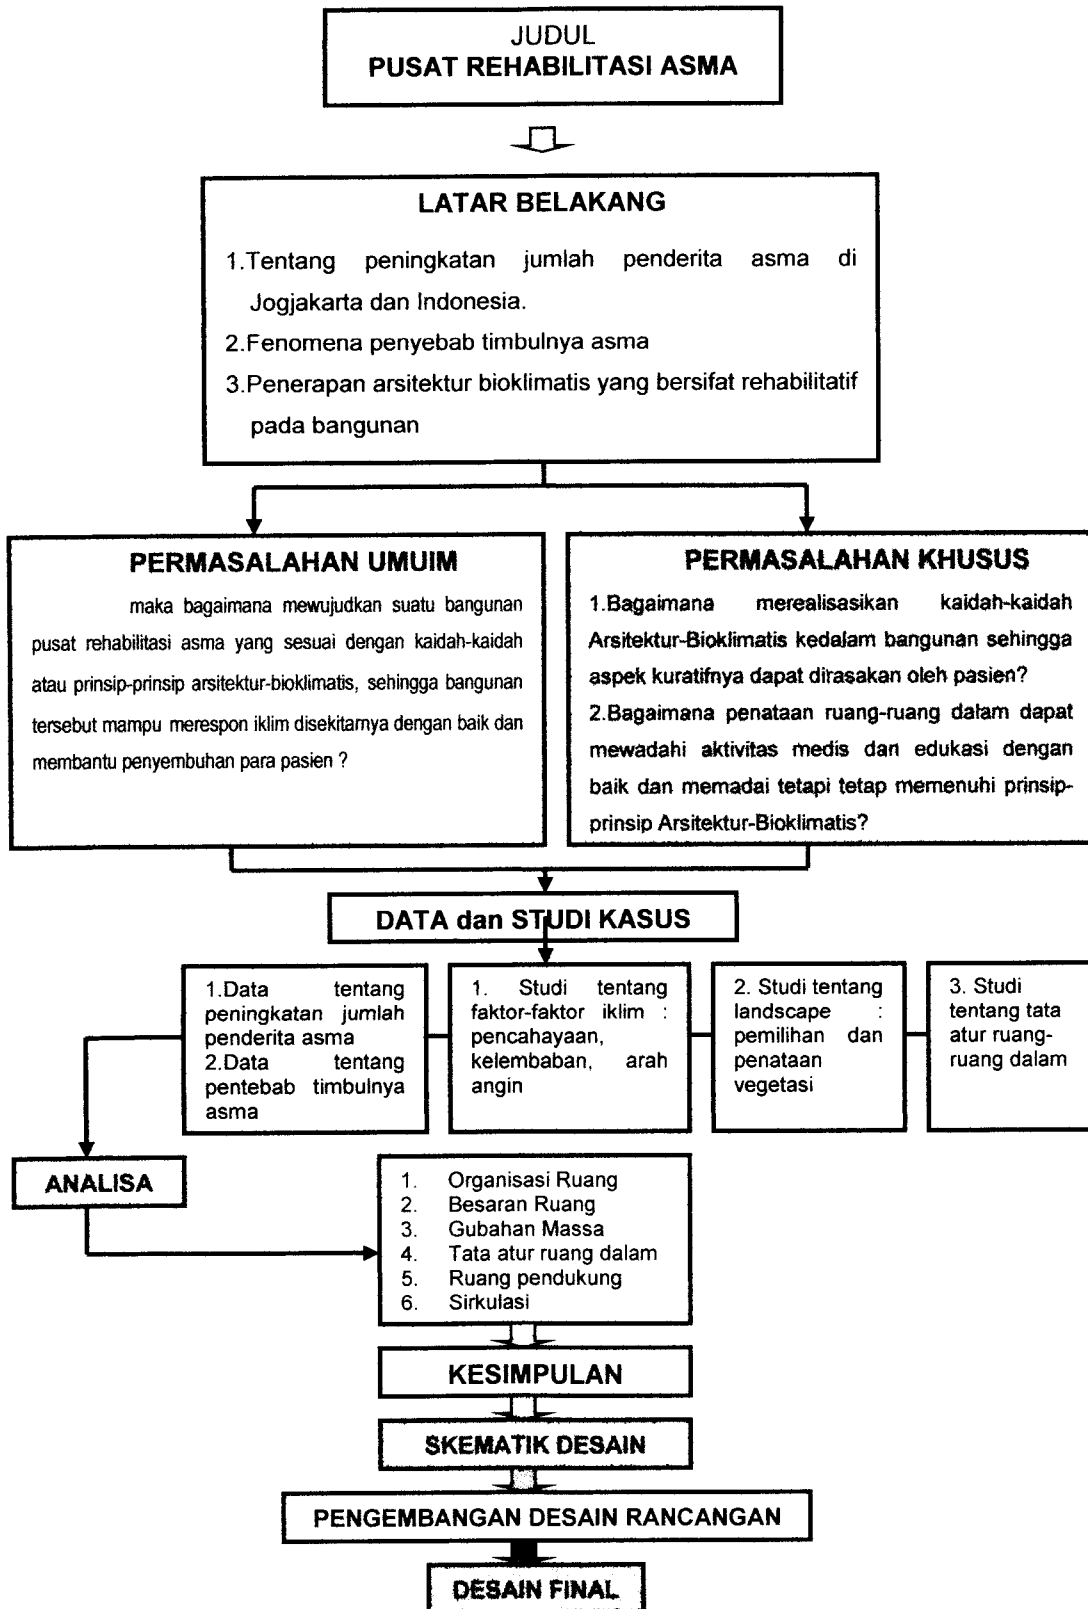 JUDUL
PUSAT REHABILITASI ASMA
LATAR BELAKANG
1.Tentang peningkatan jumlah penderita asma di
Jogjakarta dan Indonesia.
2.Fenomena penyebab timbulnya asma
3.Penerapan arsitektur bioklimatis yang bersifat rehabilitatif
pada bangunan
PERMASALAHAN UMUIM
maka bagaimana mewujudkan suatu bangunan
pusat rehabilitasi asma yang sesuai dengan kaidah-kaidah
atau prinsip-prinsip arsitektur-bioklimatis, sehingga bangunan
tersebut mampu merespon iklim disekitarnya dengan baik dan
membantu penyembuhan para pasien ?
PERMASALAHAN KHUSUS
1.Bagaimana merealisasikan kaidah-kaidah
Arsitektur-Bioklimatis kedalam bangunan sehingga
aspek kuratifnya dapat dirasakan oleh pasien?
2.Bagaimana penataan ruang-ruang dalam dapat
mewadahi aktivitas medis dan edukasi dengan
baik dan memadai tetapi tetap memenuhi prinsip-
prinsip Arsitektur-Bioklimatis?
DATA dan STUDI KASUS
1.Data tentang
peningkatan jumlah
penderita asma
2.Data tentang
pentebab timbulnya
asma
1. Studi tentang
faktor-faktor iklim :
pencahayaan,
kelembaban, arah
angin
2. Studi tentang
landscape :
pemilihan dan
penataan
vegetasi
3. Studi
tentang tata
atur ruang-
ruang dalam
ANALISA
1. Organisasi Ruang
2. Besaran Ruang
3. Gubahan Massa
4. Tata atur ruang dalam
5. Ruang pendukung
6. Sirkulasi
KESIMPULAN
SKEMATIK DESAIN
PENGEMBANGAN DESAIN RANCANGAN
DESAIN FINAL